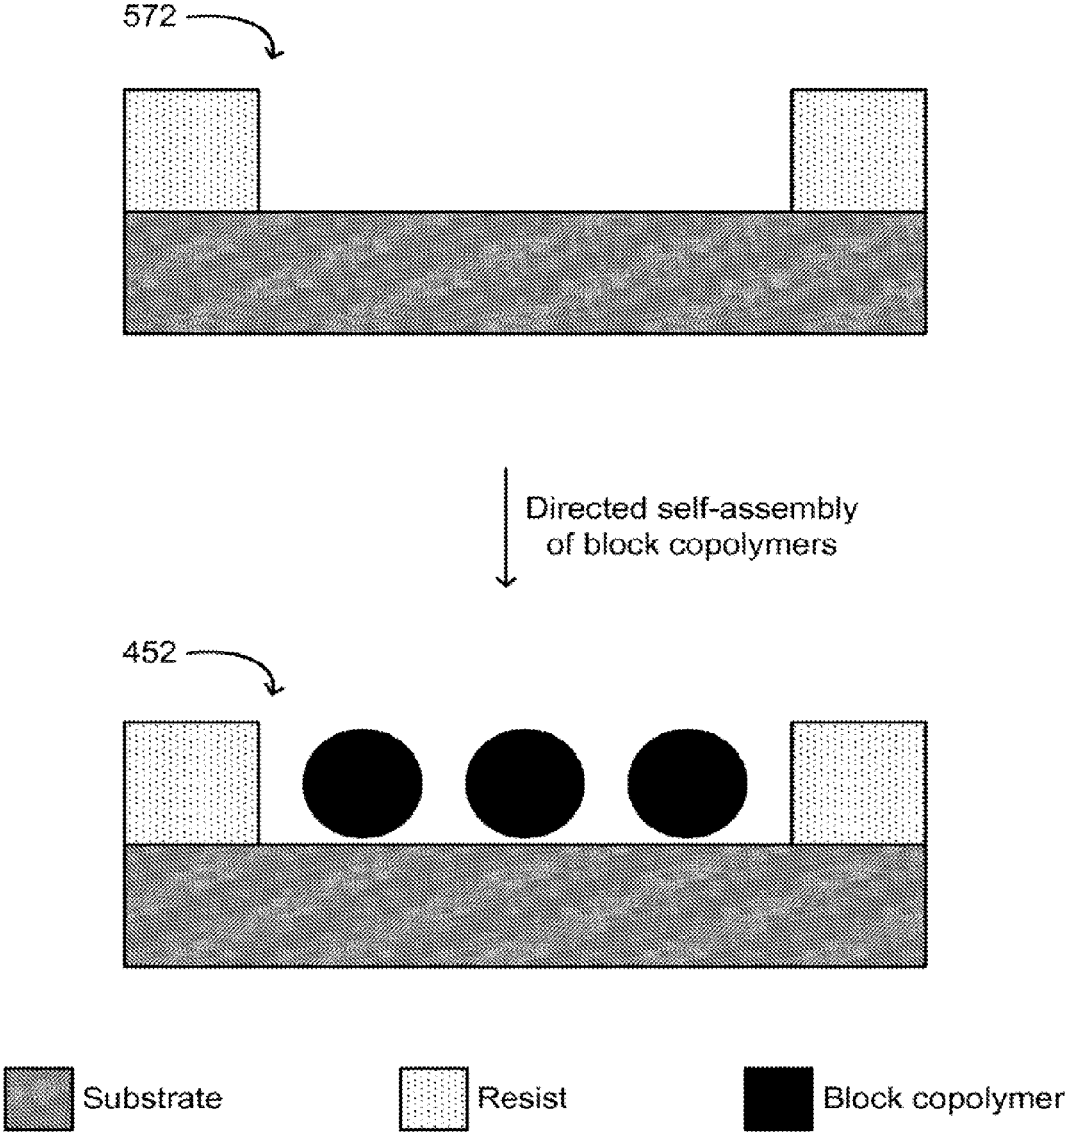 572
Directed self-assembly
of block copolymers
452
Substrate
Resist
Block copolymer